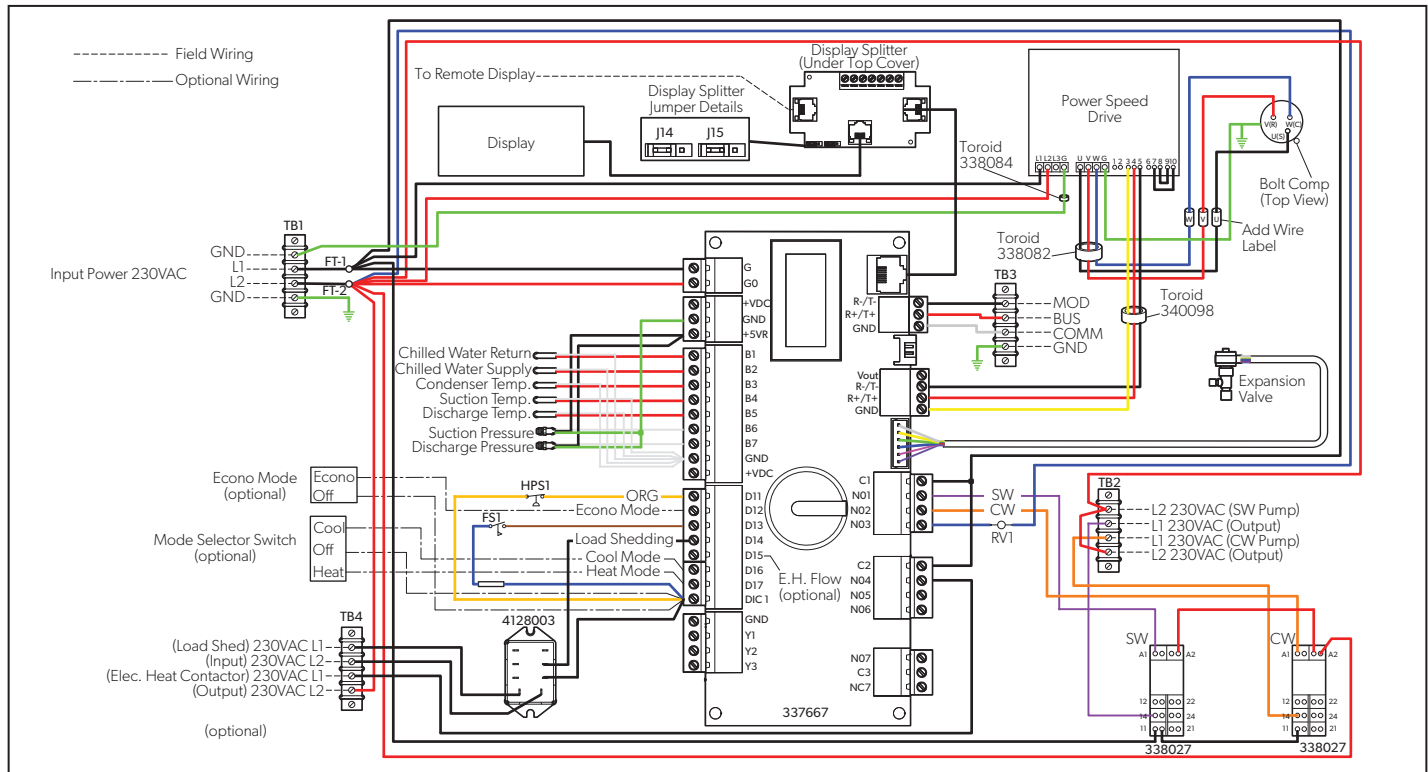 Field Wiring
Optional Wiring
To Remote Display
Display Splitter
(Under Top Cover)
Display Splitter
Jumper Details
J14 J15
Display
Power Speed
Drive
L1 L2 L3 G
U V W G
1 2 3 4 5 6 7 8 9 10
V(R) W(C)
U(S)
Bolt Comp
(Top View)
W V U
Add Wire
Label
Toroid
338084
Toroid
338082
Toroid
340098
TB1
GND
L1
L2
GND
Input Power 230VAC
FT-1
FT-2
G
G0
+VDC
GND
+5VR
B1
B2
B3
B4
B5
B6
B7
GND
+VDC
Chilled Water Return
Chilled Water Supply
Condenser Temp.
Suction Temp.
Discharge Temp.
Suction Pressure
Discharge Pressure
R-/T-
R+/T+
GND
TB3
MOD
BUS
COMM
GND
Vout
R-/T-
R+/T+
GND
Expansion
Valve
Econo Mode
(optional)
Econo
Off
Mode Selector Switch
(optional)
Cool
Off
Heat
HPS1
FS1
ORG
Econo Mode
Load Shedding
Cool Mode
Heat Mode
E.H. Flow
(optional)
D11
D12
D13
D14
D15
D16
D17
DIC 1
GND
Y1
Y2
Y3
C1
N01
N02
N03
SW
CW
RV1
C2
N04
N05
N06
N07
C3
NC7
337667
TB2
L2 230VAC (SW Pump)
L1 230VAC (Output)
L1 230VAC (CW Pump)
L2 230VAC (Output)
TB4
(Load Shed) 230VAC L1
(Input) 230VAC L2
(Elec. Heat Contactor) 230VAC L1
(Output) 230VAC L2
(optional)
4128003
SW
A1 A2
12 22
14 24
11 21
338027
CW
A1 A2
12 22
14 24
11 21
338027